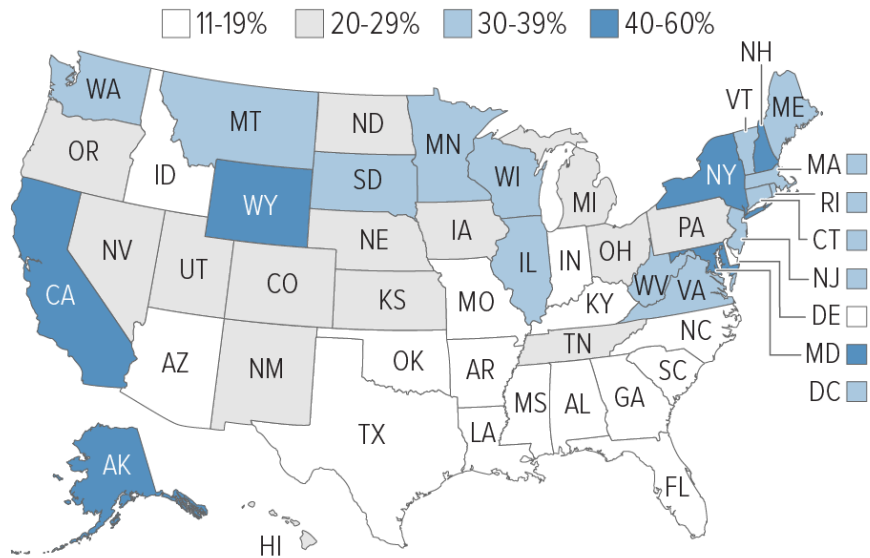 11-19% 20-29% 30-39% 40-60%
NH
VT
ME
WA
MT
ND
MN
OR
ID
SD
WI
MI
NY
MA
RI
CT
NJ
DE
MD
DC
WY
NE
IA
PA
NV
UT
CO
KS
IL
IN
OH
WV
VA
CA
MO
KY
AZ
NM
OK
AR
TN
NC
SC
TX
LA
MS
AL
GA
AK
FL
HI